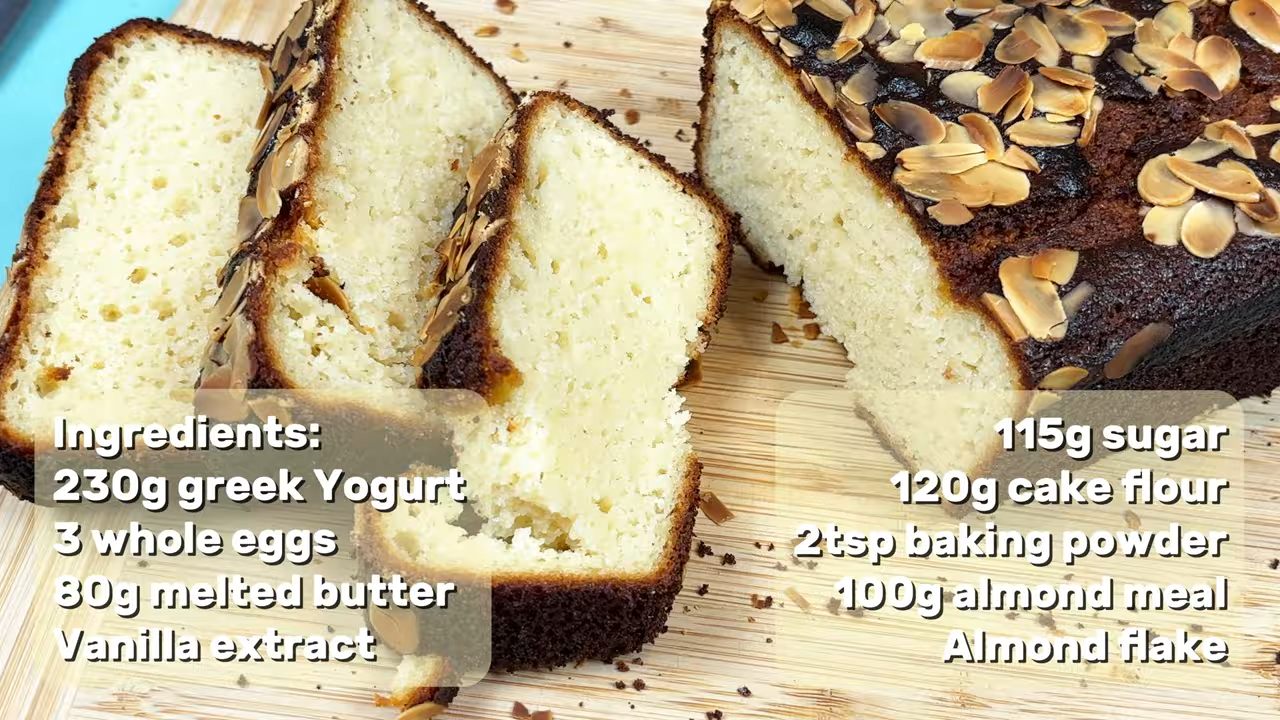 Ingredients:
230g greek Yogurt
3 whole eggs
80g melted butter
Vanilla extract
115g sugar
120g cake flour
2tsp baking powder
100g almond meal
Almond flake